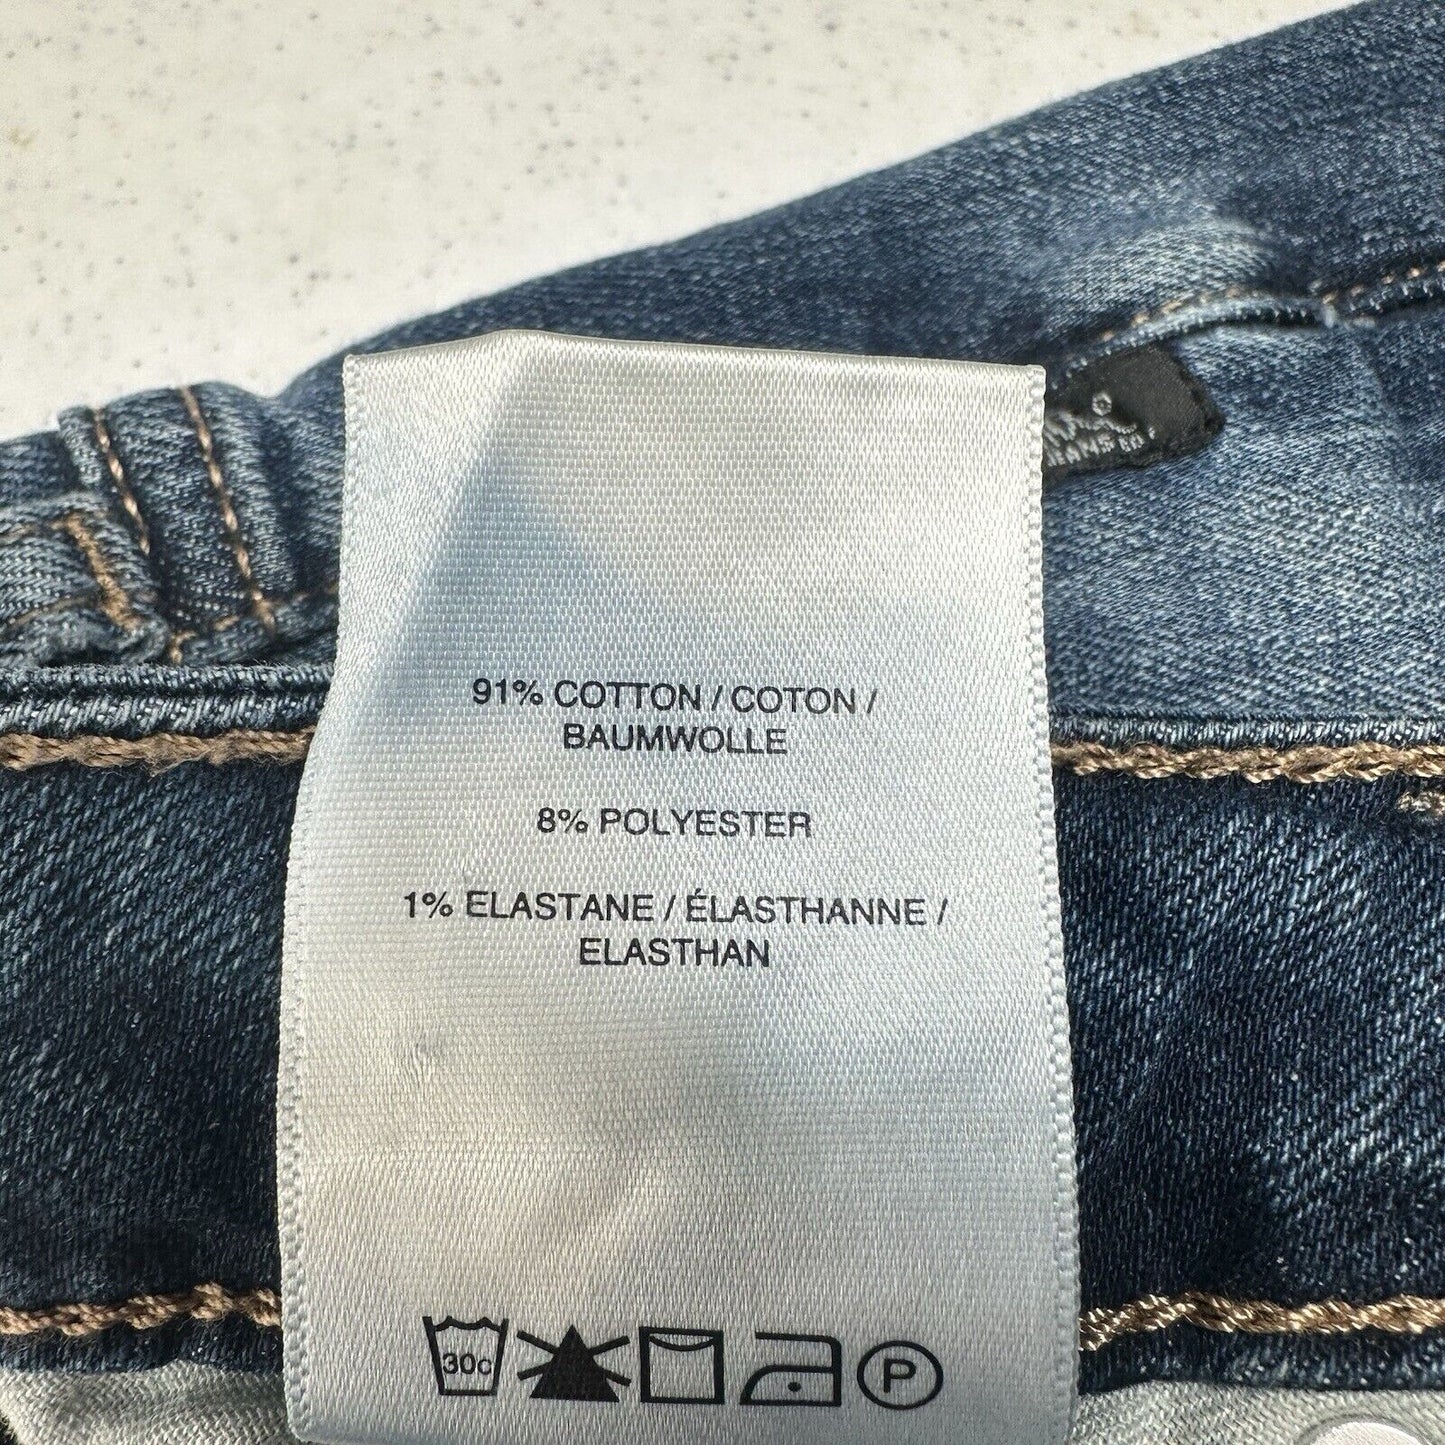 91% COTTON / COTON /
BAUMWOLLE
8% POLYESTER
1% ELASTANE / ÉLASTHANNE /
ELASTHAN
30c
P